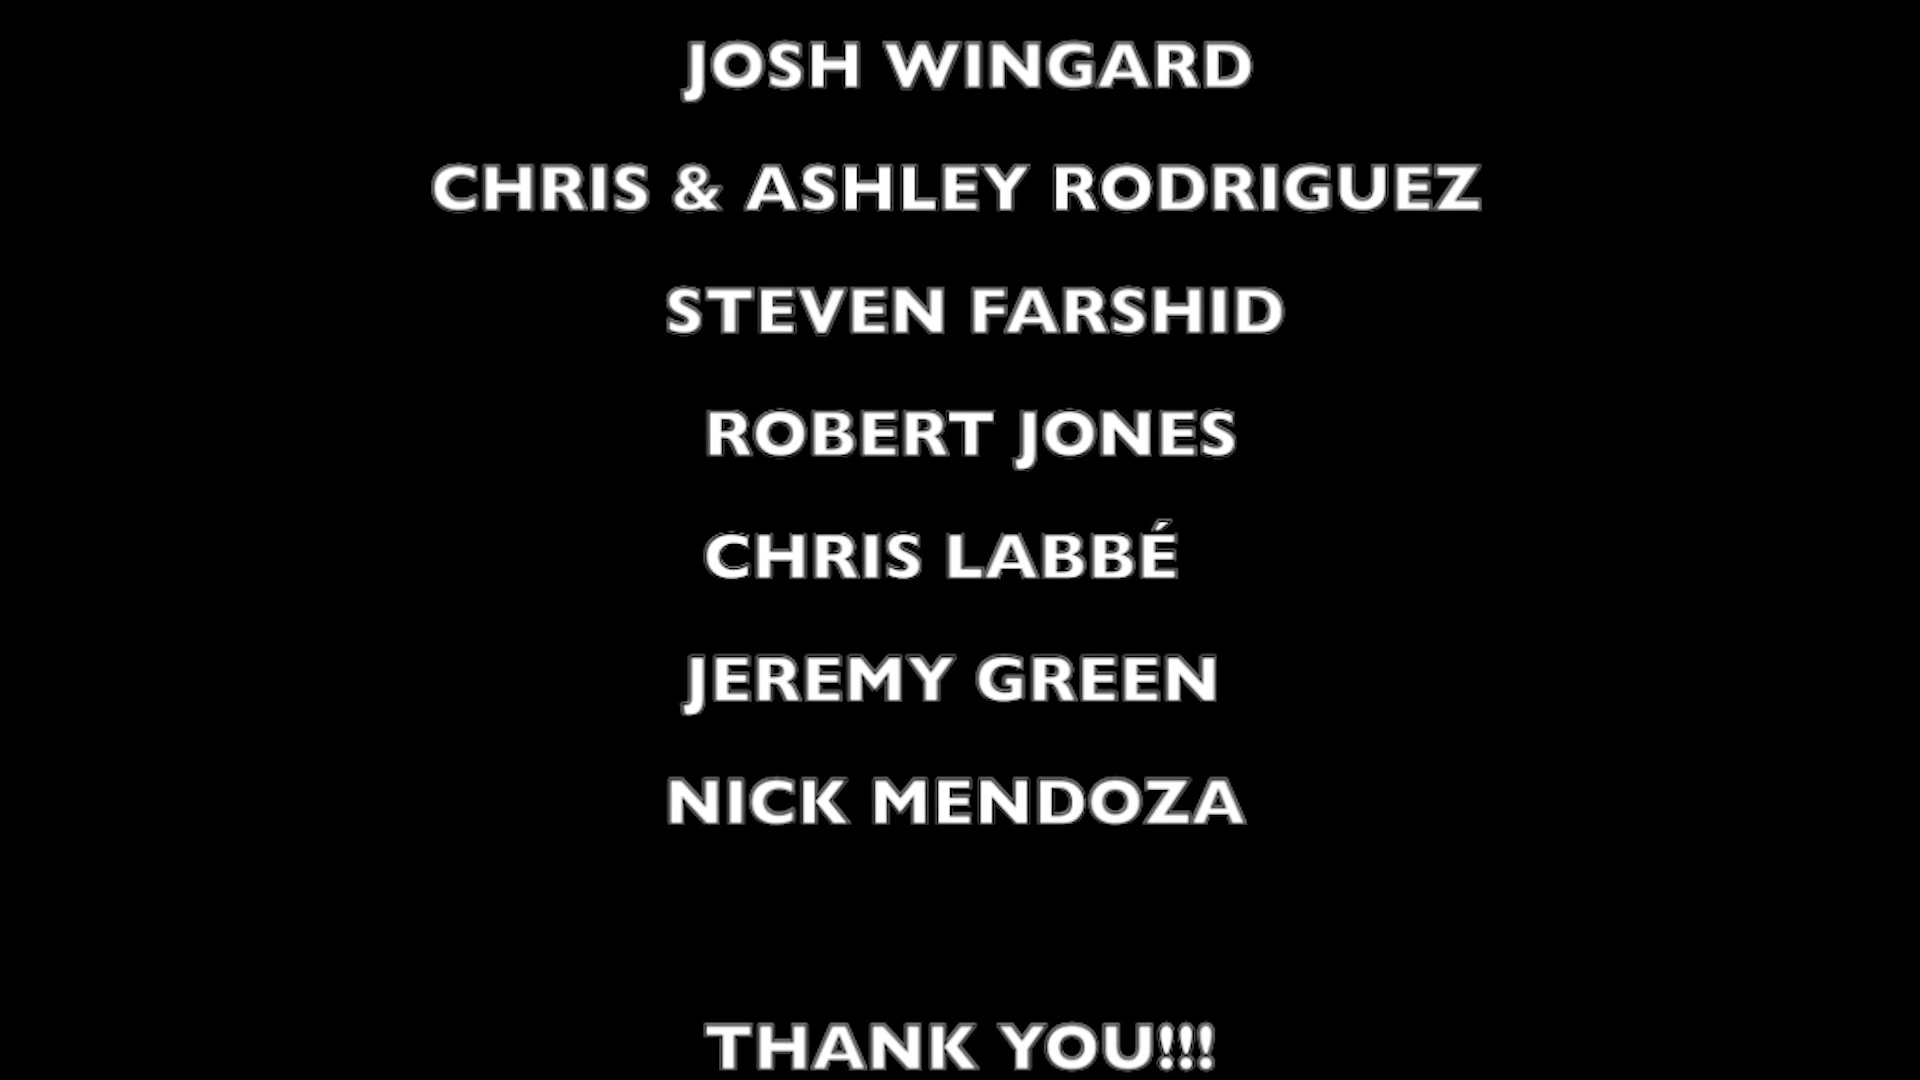 JOSH WINGARD
CHRIS & ASHLEY RODRIGUEZ
STEVEN FARSHID
ROBERT JONES
CHRIS LABBÉ
JEREMY GREEN
NICK MENDOZA
THANK YOU!!!